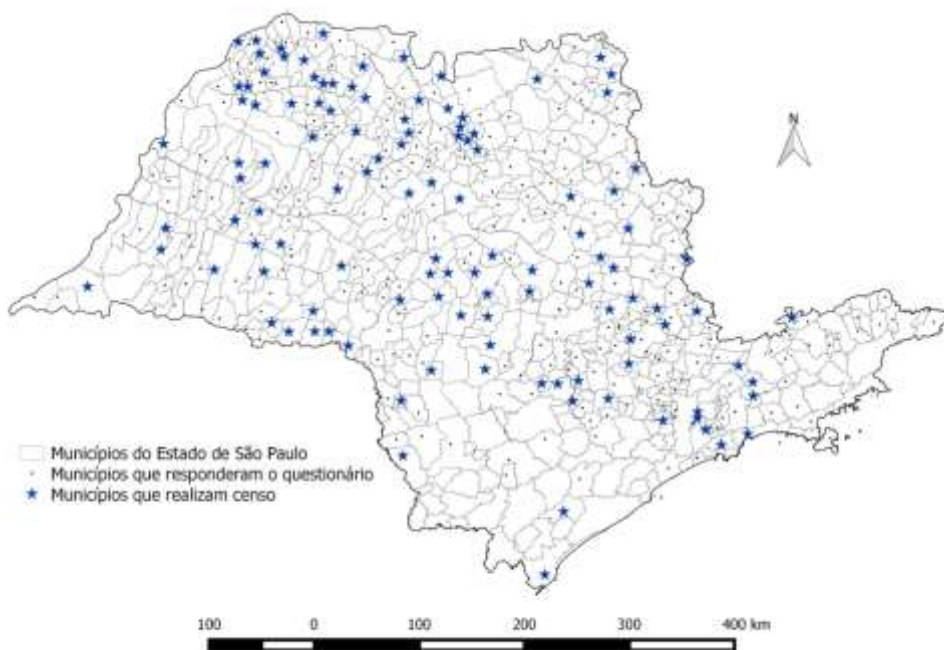 N
Municípios do Estado de São Paulo
Municípios que responderam o questionário
Municípios que realizam censo
100 0 100 200 300 400 km